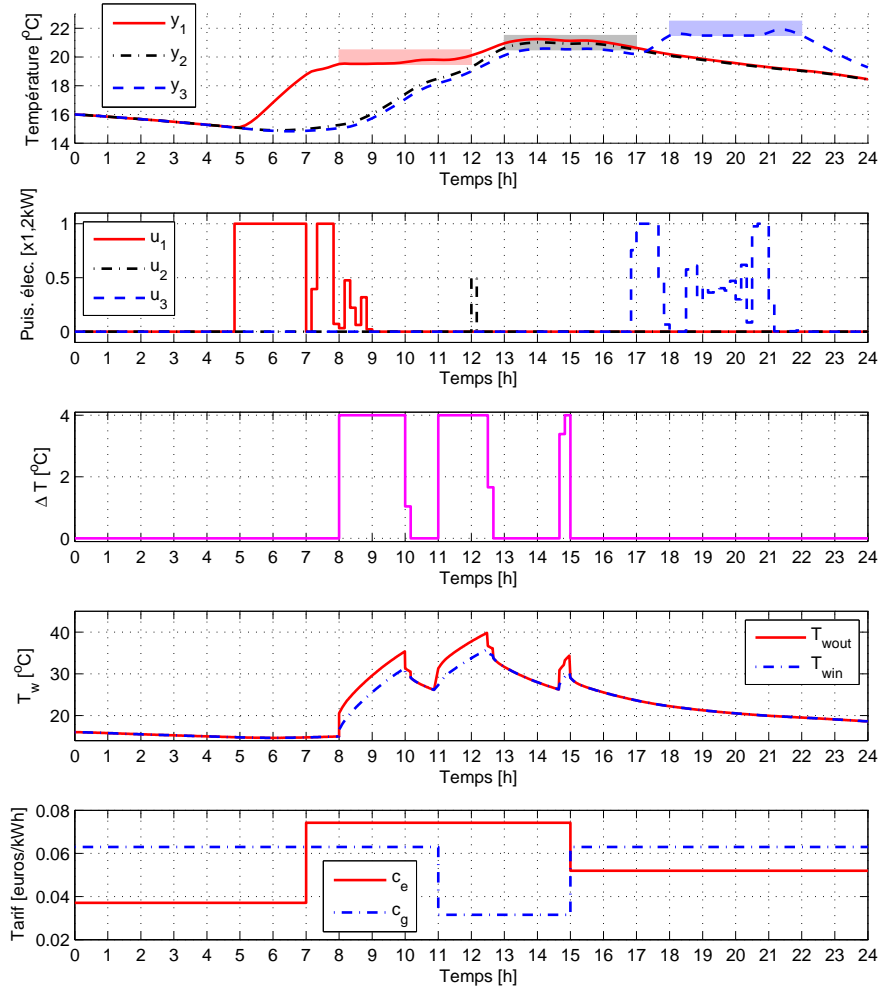 Température [°C]
22
20
18
16
14
y1
y2
y3
0 1 2 3 4 5 6 7 8 9 10 11 12 13 14 15 16 17 18 19 20 21 22 23 24
Temps [h]
Puis. élec. [x1,2kW]
1
0.5
0
u1
u2
u3
0 1 2 3 4 5 6 7 8 9 10 11 12 13 14 15 16 17 18 19 20 21 22 23 24
Temps [h]
Δ T [°C]
4
2
0
0 1 2 3 4 5 6 7 8 9 10 11 12 13 14 15 16 17 18 19 20 21 22 23 24
Temps [h]
Tw [°C]
40
30
20
Twout
Twin
0 1 2 3 4 5 6 7 8 9 10 11 12 13 14 15 16 17 18 19 20 21 22 23 24
Temps [h]
Tarif [euros/kWh]
0.08
0.06
0.04
0.02
ce
cg
0 1 2 3 4 5 6 7 8 9 10 11 12 13 14 15 16 17 18 19 20 21 22 23 24
Temps [h]